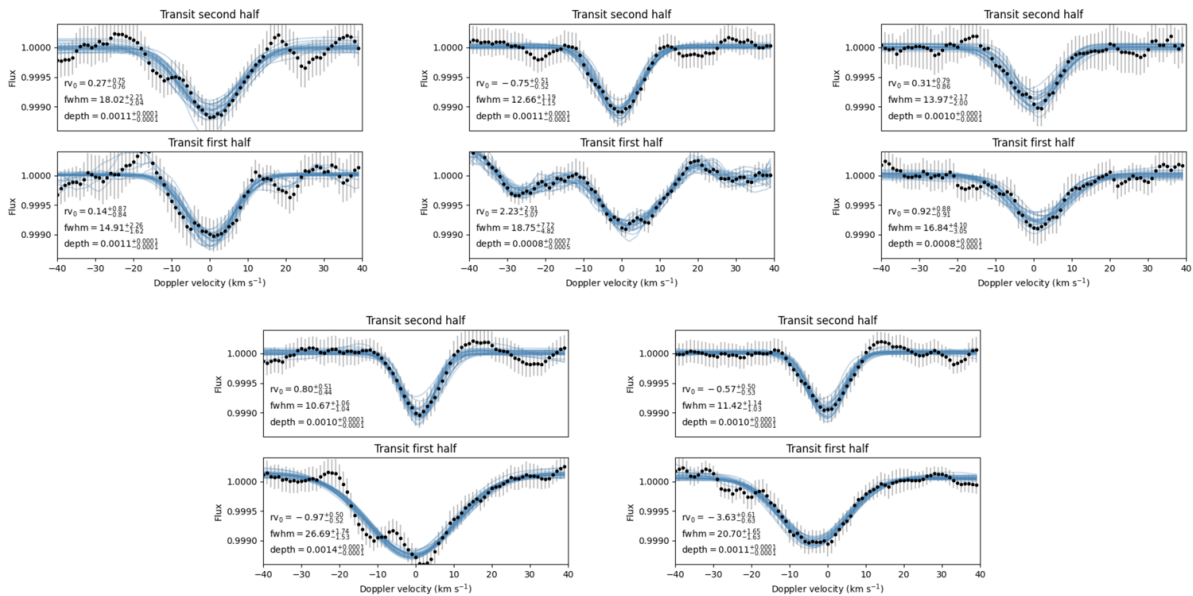 Transit second half
1.0000
0.9995
0.9990
Flux
rv₀ = 0.27 +0.75 −0.76
fwhm = 18.02 +2.21 −2.04
depth = 0.0011 +0.0001 −0.0001
Transit first half
1.0000
0.9995
0.9990
Flux
rv₀ = 0.14 +0.87 −0.84
fwhm = 14.91 +2.26 −1.62
depth = 0.0011 +0.0001 −0.0001
−40 −30 −20 −10 0 10 20 30 40
Doppler velocity (km s⁻¹)
Transit second half
1.0000
0.9995
0.9990
Flux
rv₀ = −0.75 +0.51 −0.52
fwhm = 12.66 +1.19 −1.15
depth = 0.0011 +0.0001 −0.0001
Transit first half
1.0000
0.9995
0.9990
Flux
rv₀ = 2.23 +2.91 −5.07
fwhm = 18.75 +7.72 −4.82
depth = 0.0008 +0.0007 −0.0005
−40 −30 −20 −10 0 10 20 30 40
Doppler velocity (km s⁻¹)
Transit second half
1.0000
0.9995
0.9990
Flux
rv₀ = 0.31 +0.79 −0.86
fwhm = 13.97 +2.17 −2.00
depth = 0.0010 +0.0001 −0.0001
Transit first half
1.0000
0.9995
0.9990
Flux
rv₀ = 0.92 +0.88 −0.91
fwhm = 16.84 +4.10 −3.05
depth = 0.0008 +0.0001 −0.0001
−40 −30 −20 −10 0 10 20 30 40
Doppler velocity (km s⁻¹)
Transit second half
1.0000
0.9995
0.9990
Flux
rv₀ = 0.80 +0.51 −0.44
fwhm = 10.67 +1.06 −1.04
depth = 0.0010 +0.0001 −0.0001
Transit first half
1.0000
0.9995
0.9990
Flux
rv₀ = −0.97 +0.50 −0.52
fwhm = 26.69 +1.74 −1.53
depth = 0.0014 +0.0001 −0.0001
−40 −30 −20 −10 0 10 20 30 40
Doppler velocity (km s⁻¹)
Transit second half
1.0000
0.9995
0.9990
Flux
rv₀ = −0.57 +0.50 −0.53
fwhm = 11.42 +1.14 −1.03
depth = 0.0010 +0.0001 −0.0001
Transit first half
1.0000
0.9995
0.9990
Flux
rv₀ = −3.63 +0.61 −0.63
fwhm = 20.70 +1.65 −1.63
depth = 0.0011 +0.0001 −0.0001
−40 −30 −20 −10 0 10 20 30 40
Doppler velocity (km s⁻¹)